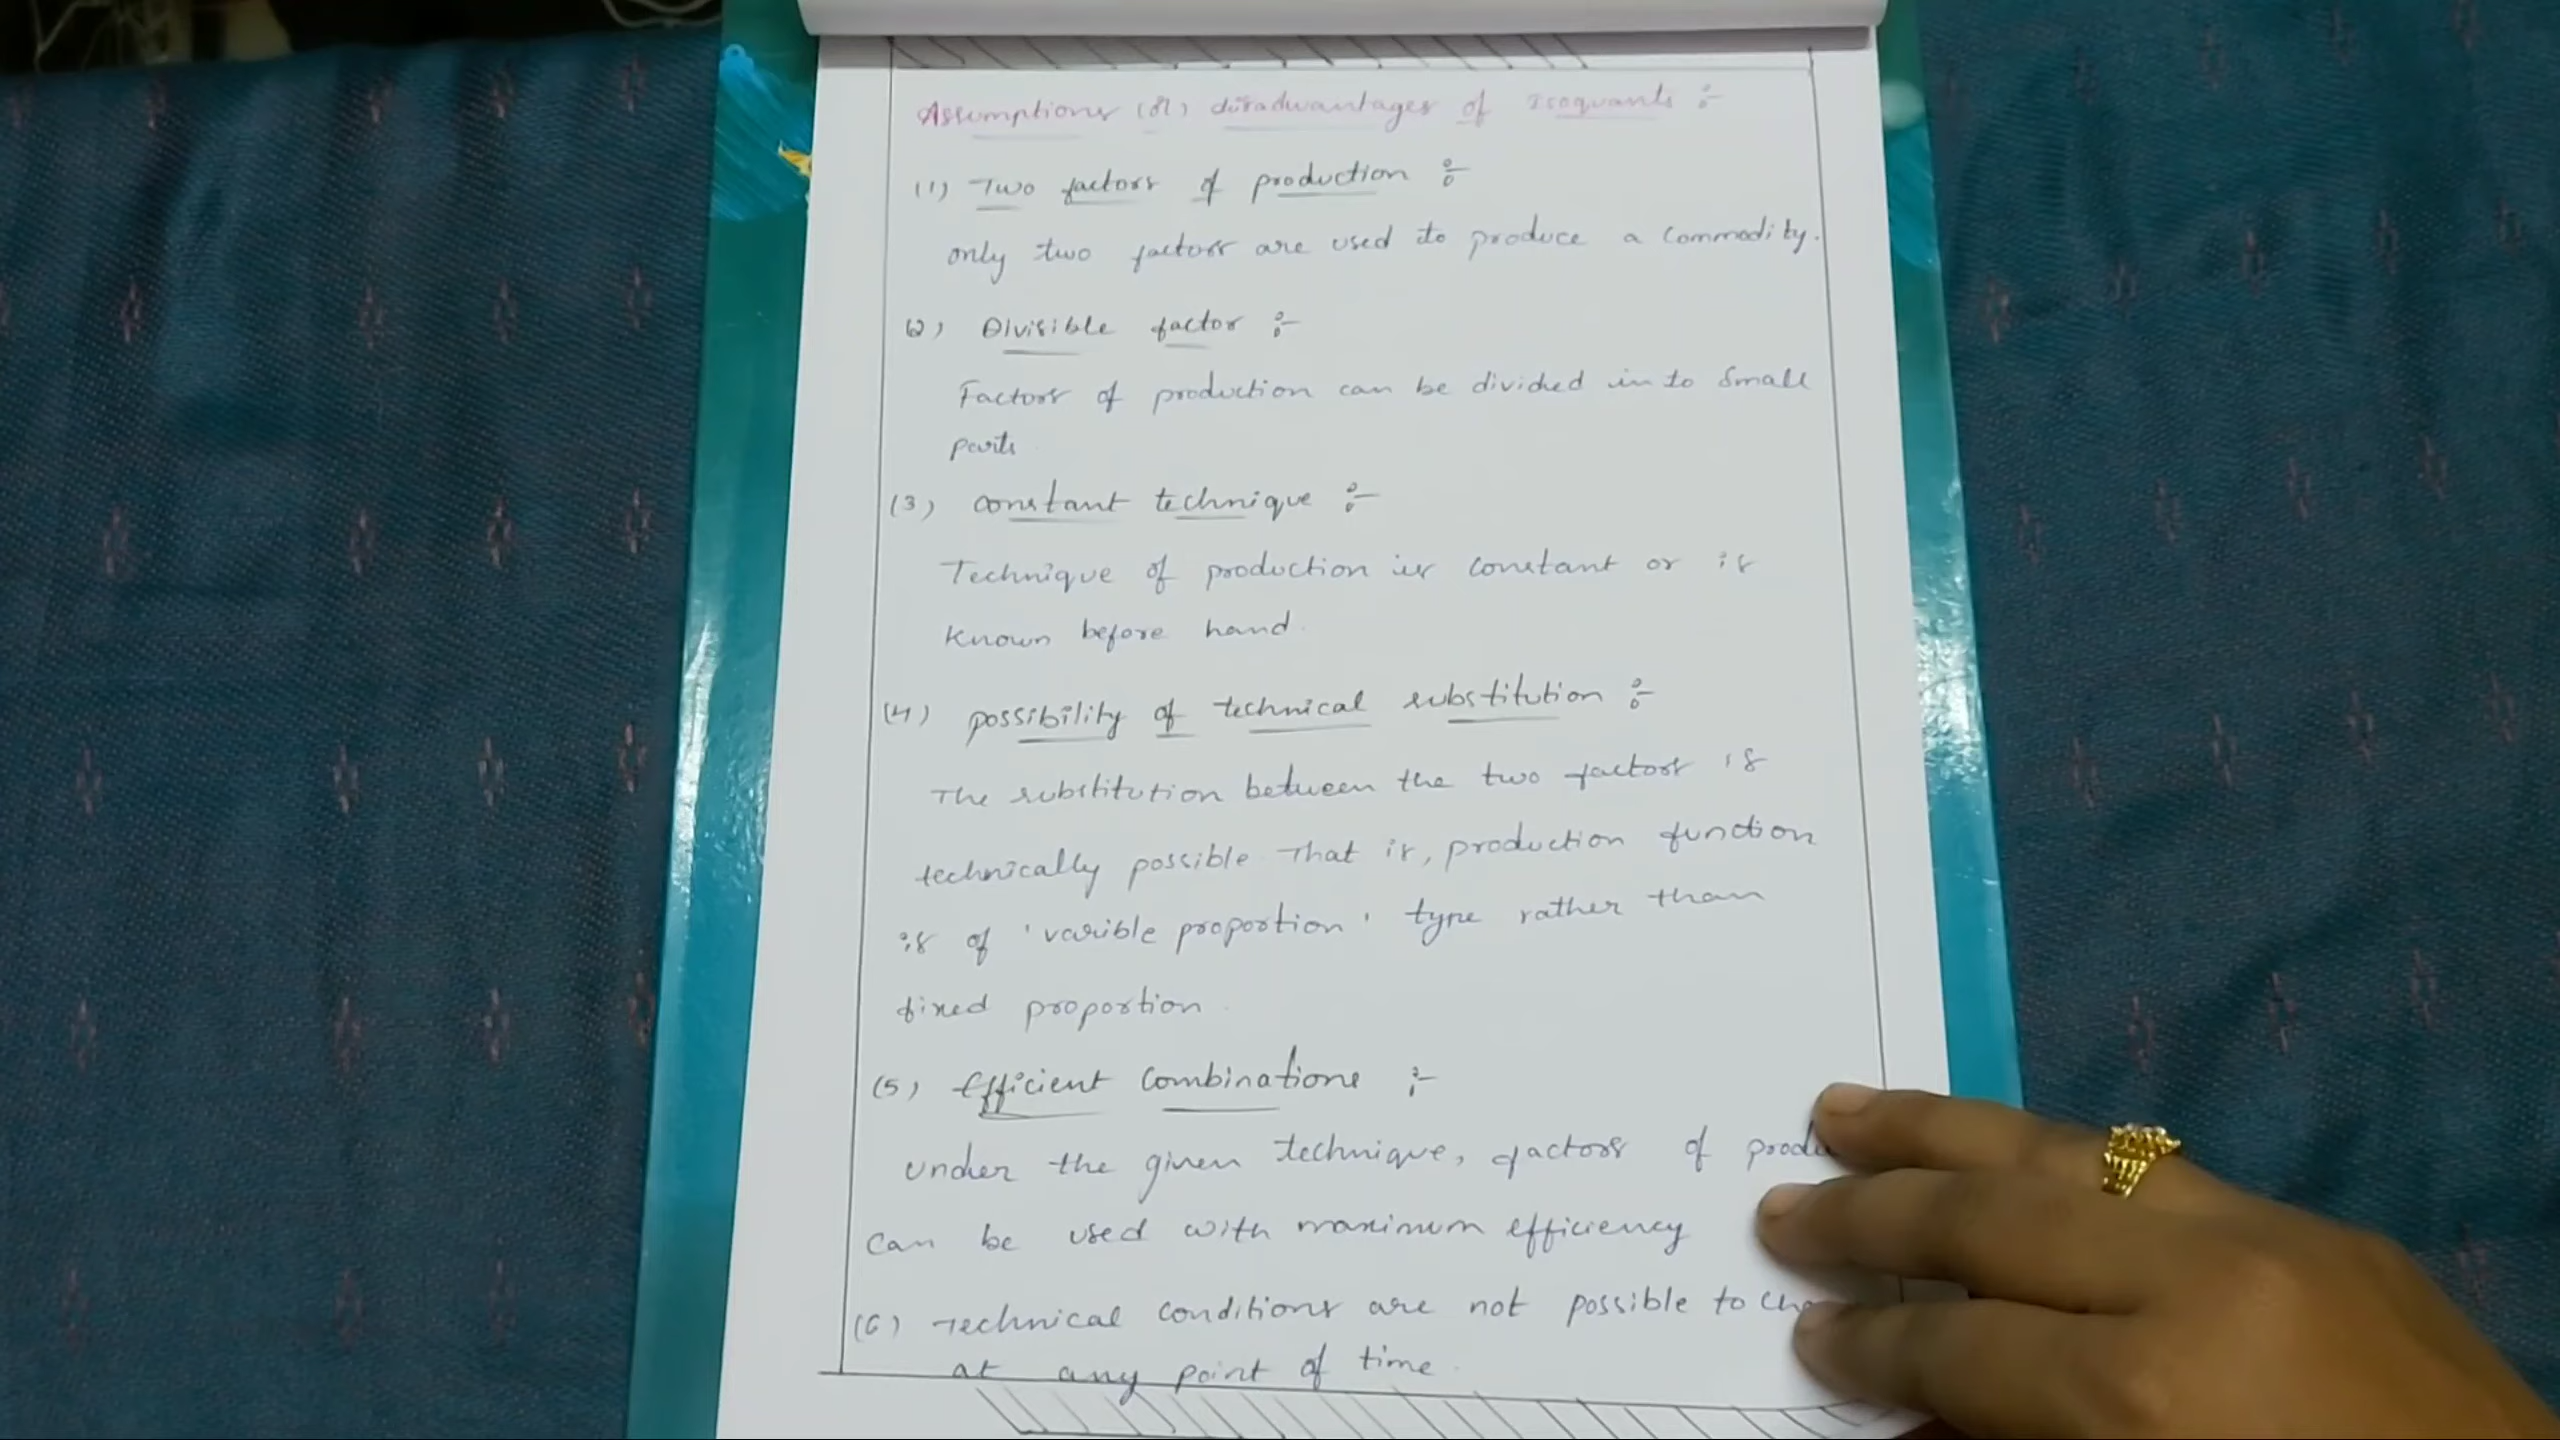 Assumptions (or) disadvantages of Isoquants :-
(1) Two factors of production :-
only two factors are used to produce a commodity.
(2) Divisible factor :-
Factors of production can be divided in to small
parts.
(3) constant technique :-
Technique of production is constant or is
known before hand.
(4) possibility of technical substitution :-
The substitution between the two factors is
technically possible That is, production function
is of 'varible proportion' type rather than
fixed proportion.
(5) Efficient Combinations :-
under the given technique, factors of
can be used with maximum efficiency
(6) Technical conditions are not possible to
at any point of time.